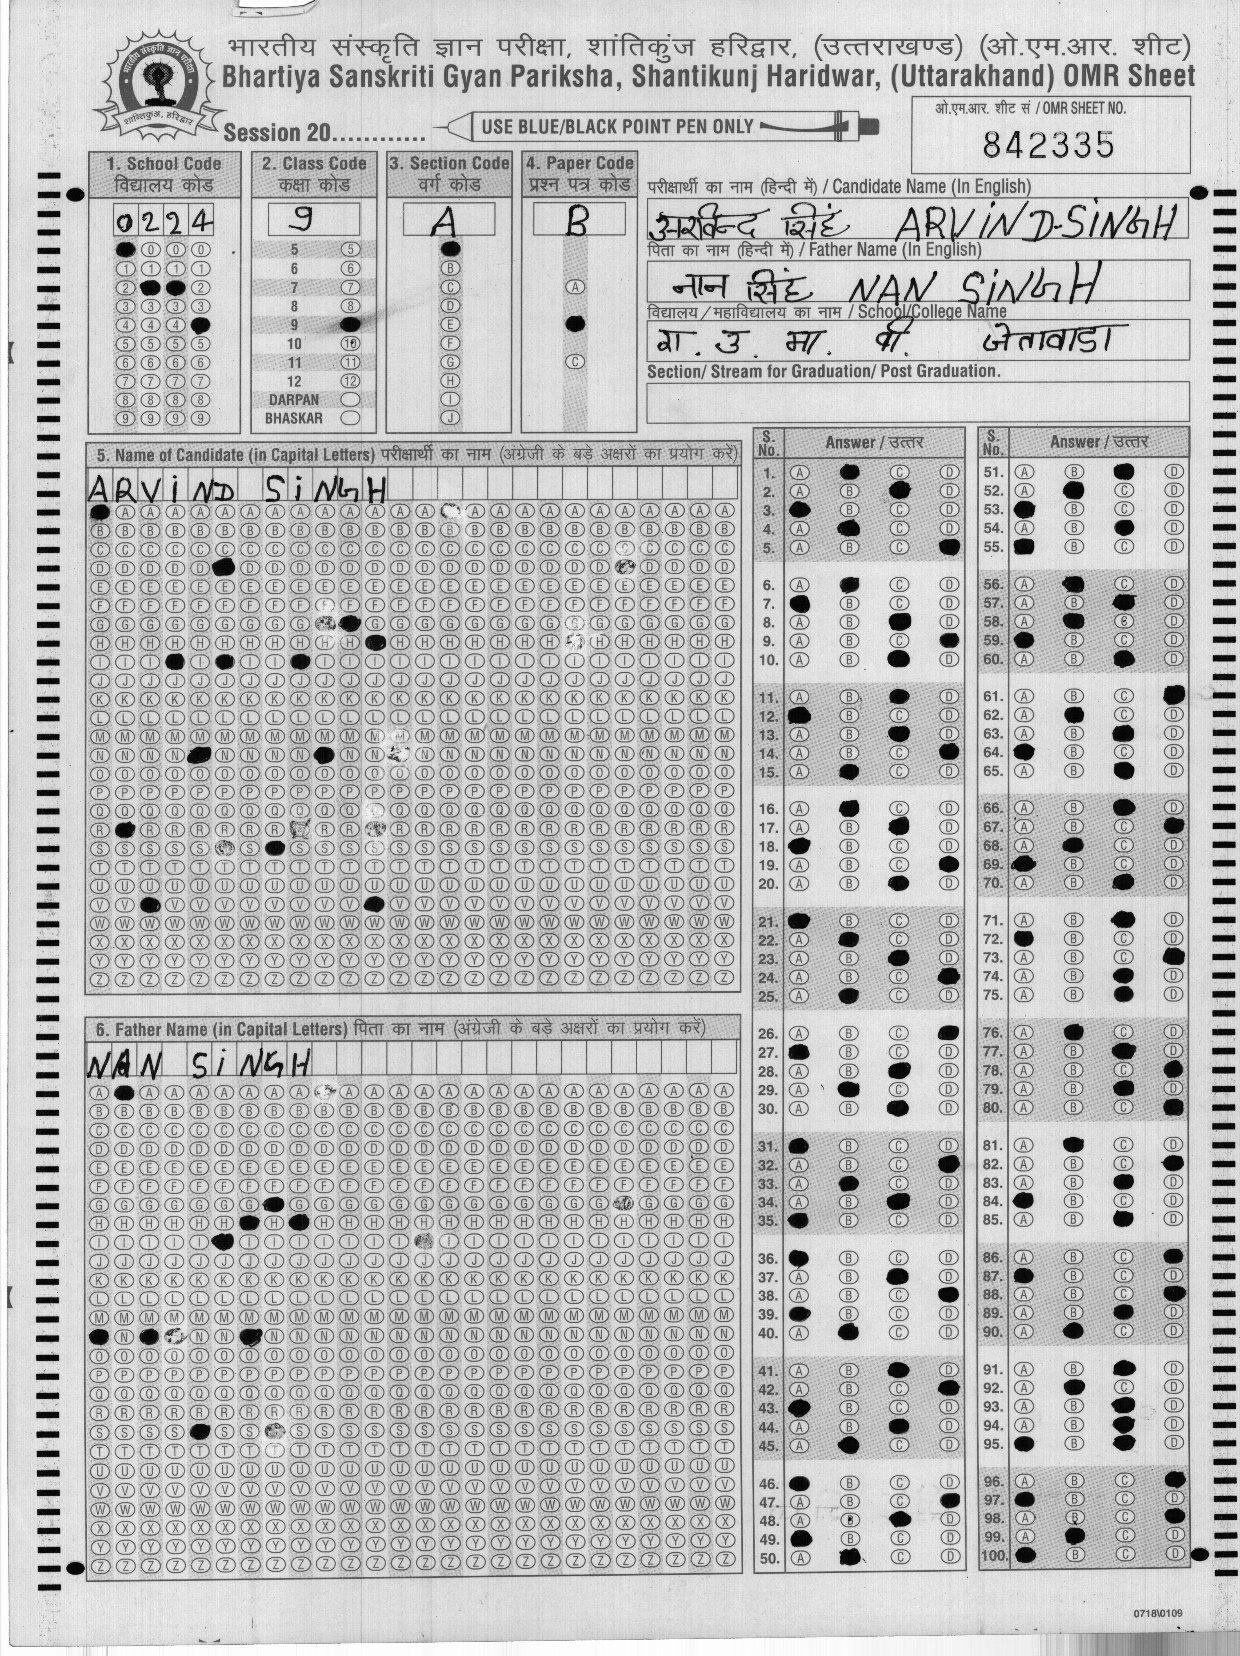 भारतीय संस्कृति ज्ञान परीक्षा, शांतिकुंज हरिद्वार, (उत्तराखण्ड) (ओ.एम.आर. शीट)
Bhartiya Sanskriti Gyan Pariksha, Shantikunj Haridwar, (Uttarakhand) OMR Sheet
Session 20............ USE BLUE/BLACK POINT PEN ONLY
ओ.एम.आर. शीट सं / OMR SHEET NO.
842335
1. School Code
विद्यालय कोड
0224
2. Class Code
कक्षा कोड
9
5
6
7
8
9
10
11
12
DARPAN
BHASKAR
3. Section Code
वर्ग कोड
A
4. Paper Code
प्रश्न पत्र कोड
B
परीक्षार्थी का नाम (हिन्दी में) / Candidate Name (In English)
अरविन्द सिंह ARViND-SiNGH
पिता का नाम (हिन्दी में) / Father Name (In English)
नान सिंह NAN SiNGH
विद्यालय/महाविद्यालय का नाम / School/College Name
रा. उ. मा. वी. जेतावाडा
Section/ Stream for Graduation/ Post Graduation.
5. Name of Candidate (in Capital Letters) परीक्षार्थी का नाम (अंग्रेजी के बड़े अक्षरों का प्रयोग करें)
ARViND SiNGH
6. Father Name (in Capital Letters) पिता का नाम (अंग्रेजी के बड़े अक्षरों का प्रयोग करें)
NAN SiNGH
S. No. Answer / उत्तर
S. No. Answer / उत्तर
0718\0109